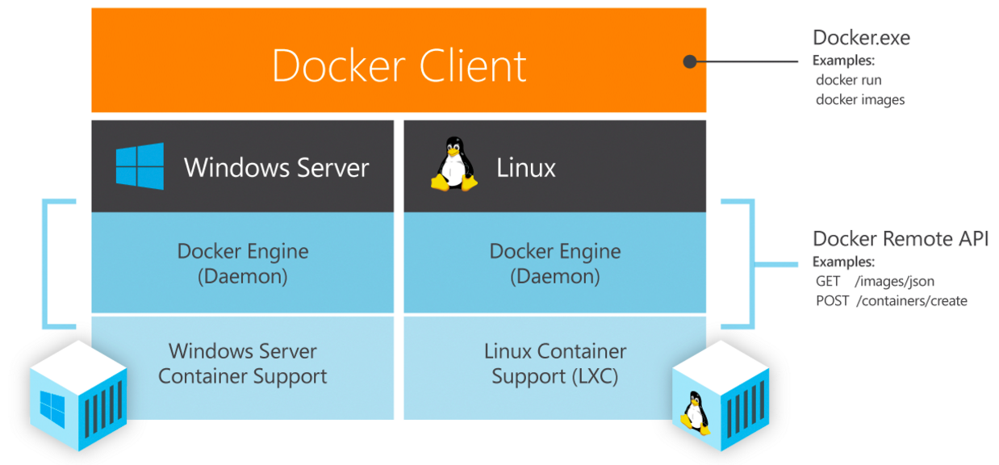 Docker Client
Docker.exe
Examples:
docker run
docker images
Windows Server
Linux
Docker Engine
(Daemon)
Docker Engine
(Daemon)
Docker Remote API
Examples:
GET /images/json
POST /containers/create
Windows Server
Container Support
Linux Container
Support (LXC)